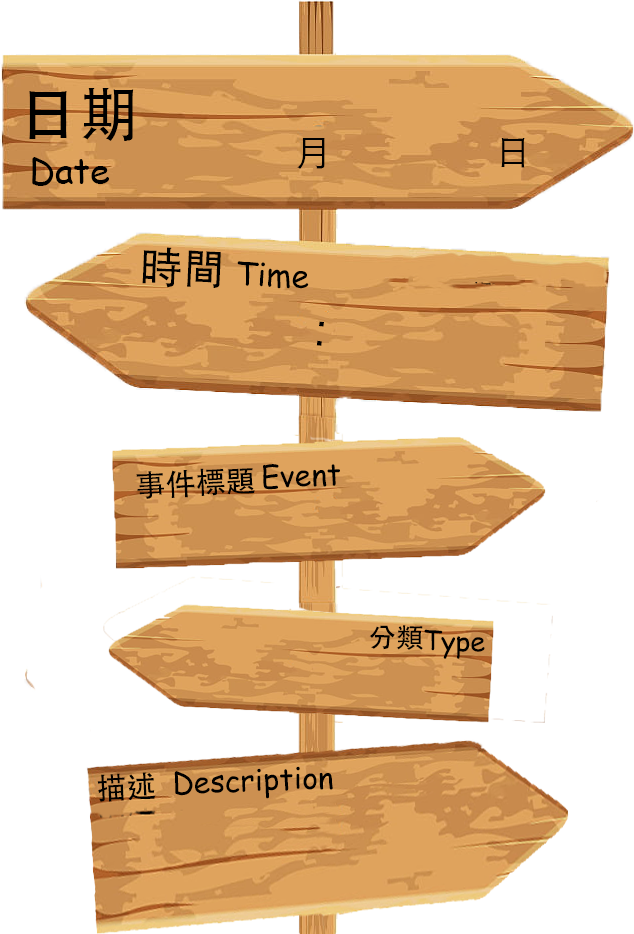 日期
月 日
Date
時間 Time
:
事件標題 Event
分類Type
描述 Description